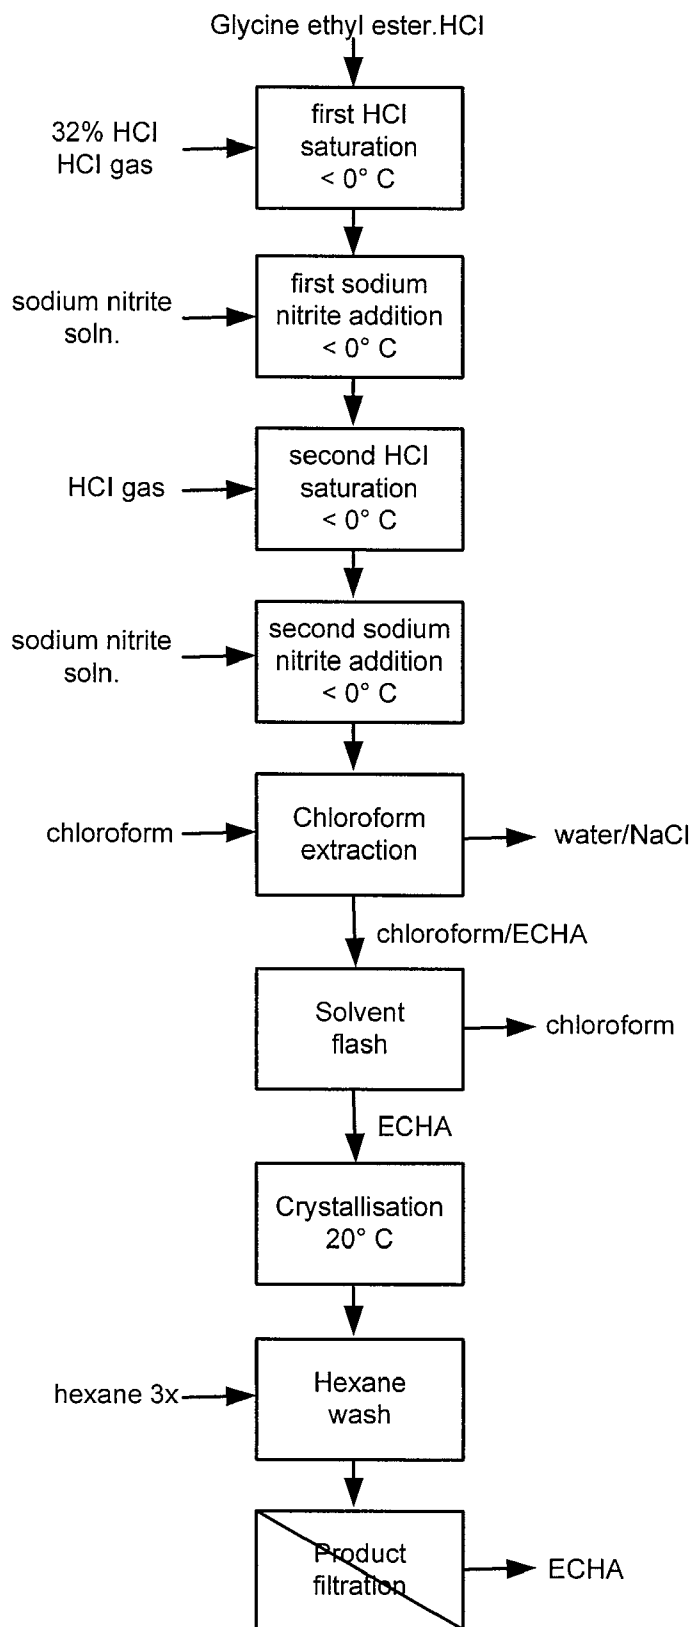 Glycine ethyl ester.HCl
32% HCl
HCl gas
first HCl
saturation
< 0° C
sodium nitrite
soln.
first sodium
nitrite addition
< 0° C
HCl gas
second HCl
saturation
< 0° C
sodium nitrite
soln.
second sodium
nitrite addition
< 0° C
chloroform
Chloroform
extraction
water/NaCl
chloroform/ECHA
Solvent
flash
chloroform
ECHA
Crystallisation
20° C
hexane 3x
Hexane
wash
Product
filtration
ECHA